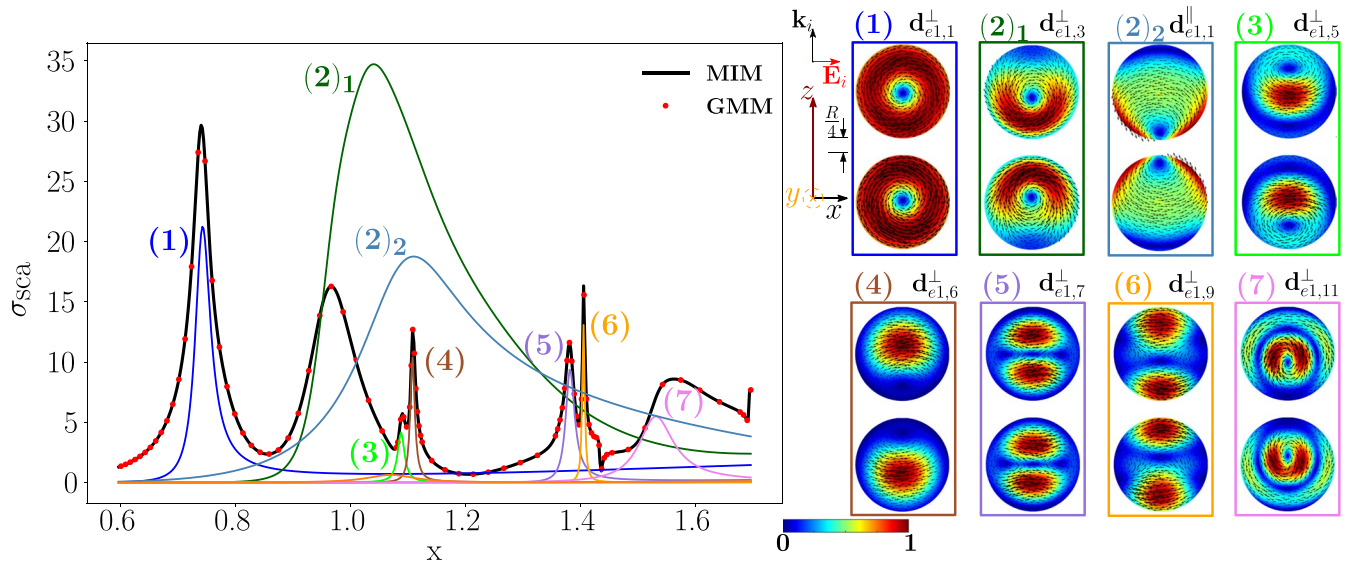 35
30
25
20
15
10
5
0
σsca
0.6 0.8 1.0 1.2 1.4 1.6
x
MIM
GMM
(1)
(2)₁
(2)₂
(3)
(4)
(5)
(6)
(7)
k_i
E_i
z
R/4
y
x
(1) d^⊥_{e1,1}
(2)₁ d^⊥_{e1,3}
(2)₂ d^∥_{e1,1}
(3) d^⊥_{e1,5}
(4) d^⊥_{e1,6}
(5) d^⊥_{e1,7}
(6) d^⊥_{e1,9}
(7) d^⊥_{e1,11}
0 1